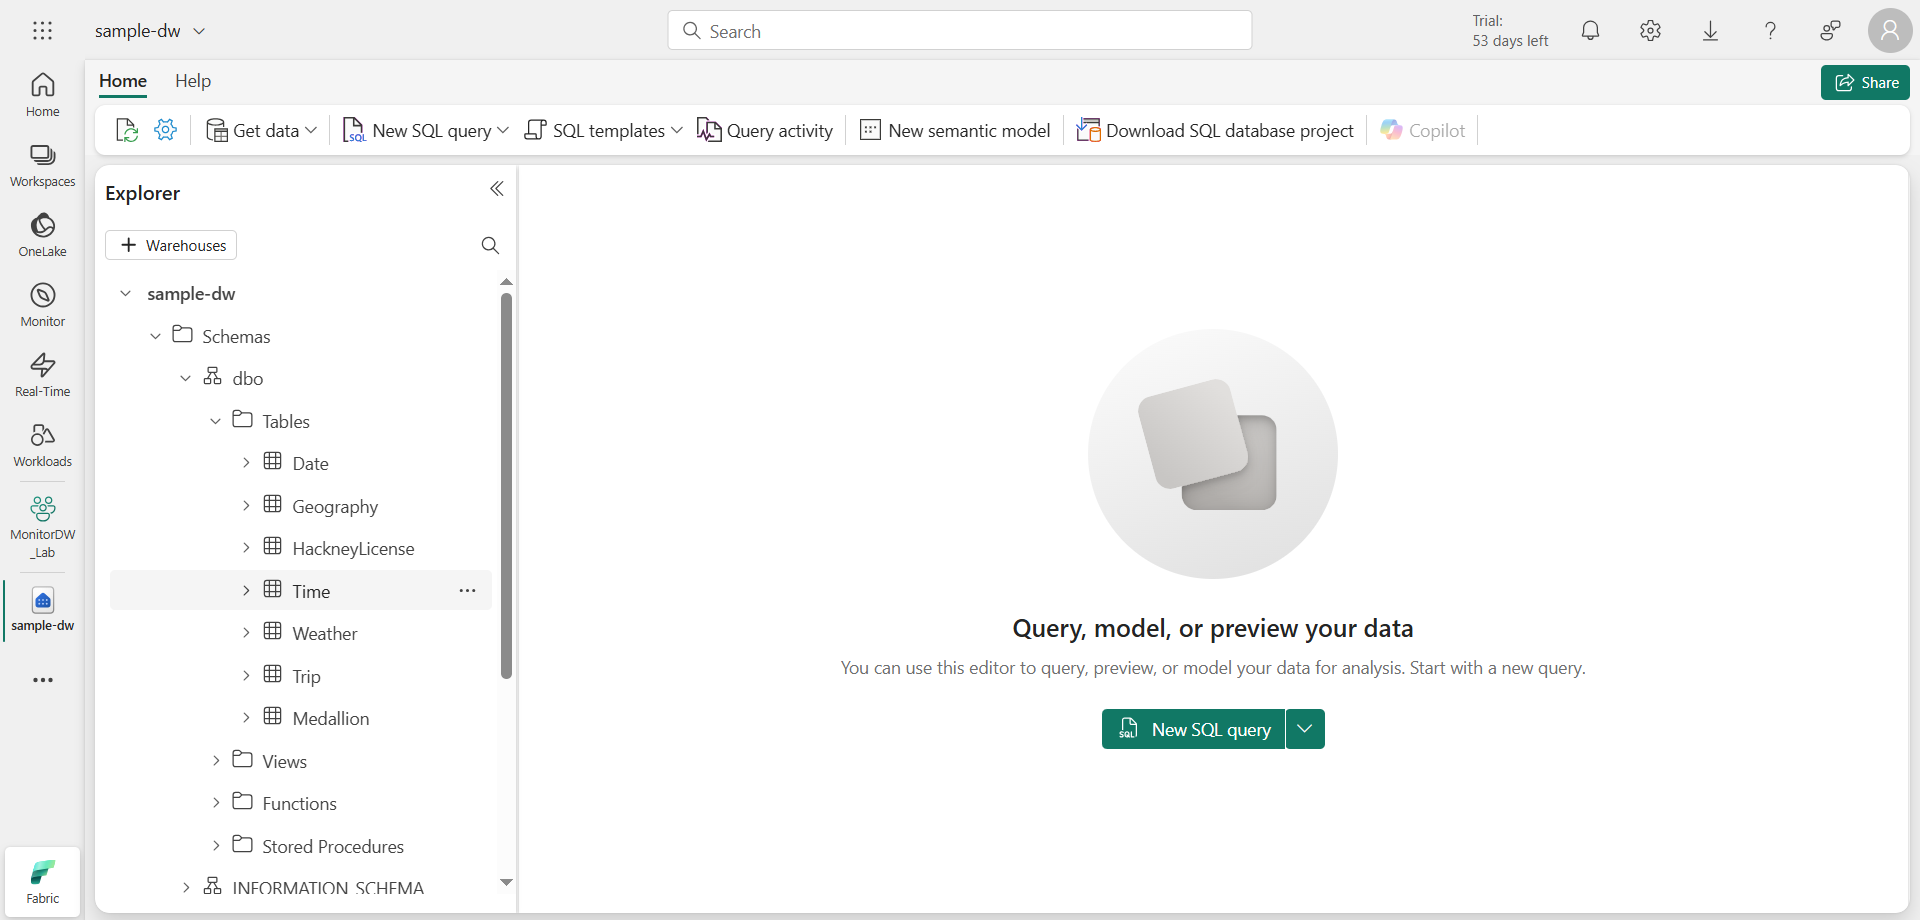 sample-dw
Search
Trial:
53 days left
Home
Help
Share
Get data
New SQL query
SQL templates
Query activity
New semantic model
Download SQL database project
Copilot
Home
Workspaces
OneLake
Monitor
Real-Time
Workloads
MonitorDW
_Lab
sample-dw
Fabric
Explorer
Warehouses
sample-dw
Schemas
dbo
Tables
Date
Geography
HackneyLicense
Time
Weather
Trip
Medallion
Views
Functions
Stored Procedures
INFORMATION_SCHEMA
Query, model, or preview your data
You can use this editor to query, preview, or model your data for analysis. Start with a new query.
New SQL query